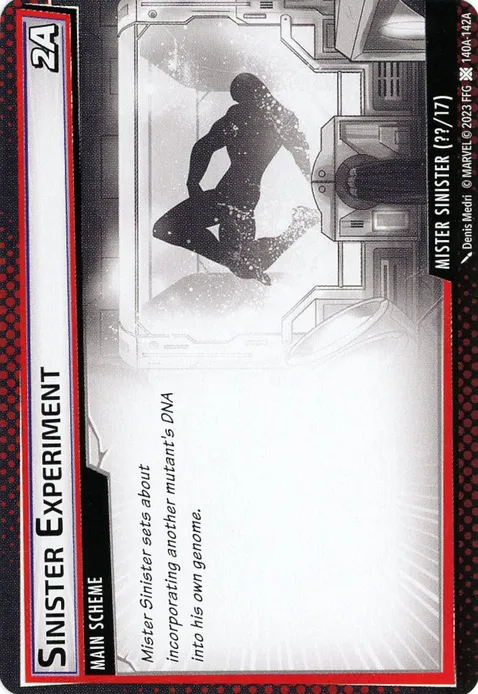 SINISTER EXPERIMENT
2A
MAIN SCHEME
Mister Sinister sets about
incorporating another mutant's DNA
into his own genome.
MISTER SINISTER (??/17)
Denis Medri © MARVEL © 2023 FFG 140A-142A